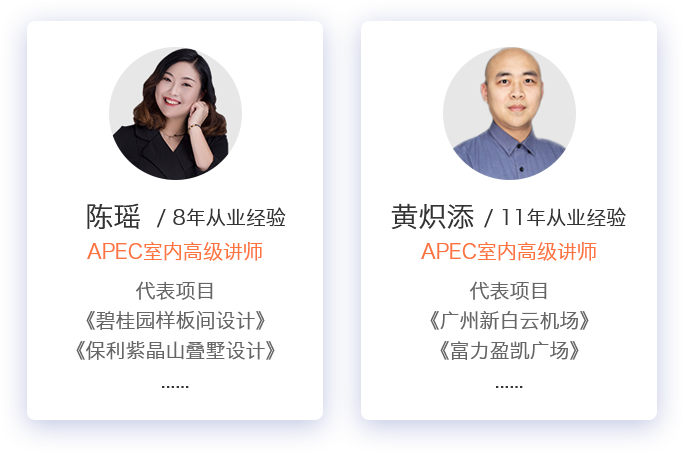 陈瑶 / 8年从业经验
APEC室内高级讲师
代表项目
《碧桂园样板间设计》
《保利紫晶山叠墅设计》
......
黄炽添 / 11年从业经验
APEC室内高级讲师
代表项目
《广州新白云机场》
《富力盈凯广场》
......